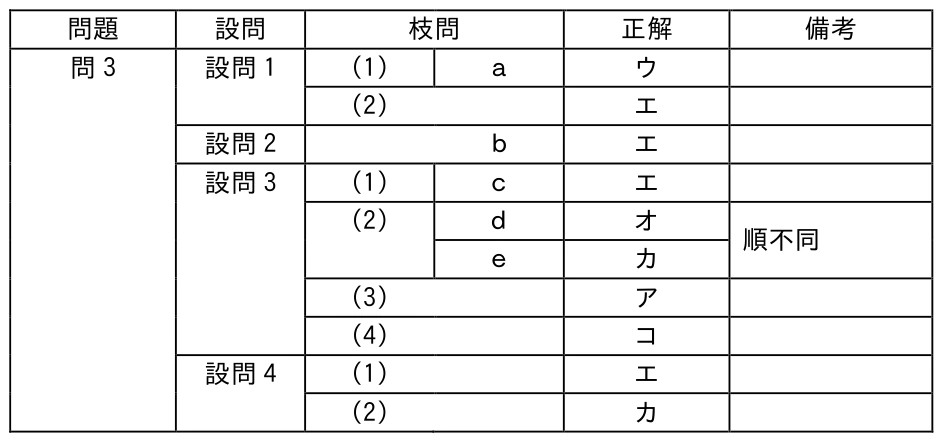 問題 設問 枝問 正解 備考
問3 設問1 (1) a ウ
(2) エ
設問2 b エ
設問3 (1) c エ
(2) d オ 順不同
e カ
(3) ア
(4) コ
設問4 (1) エ
(2) カ